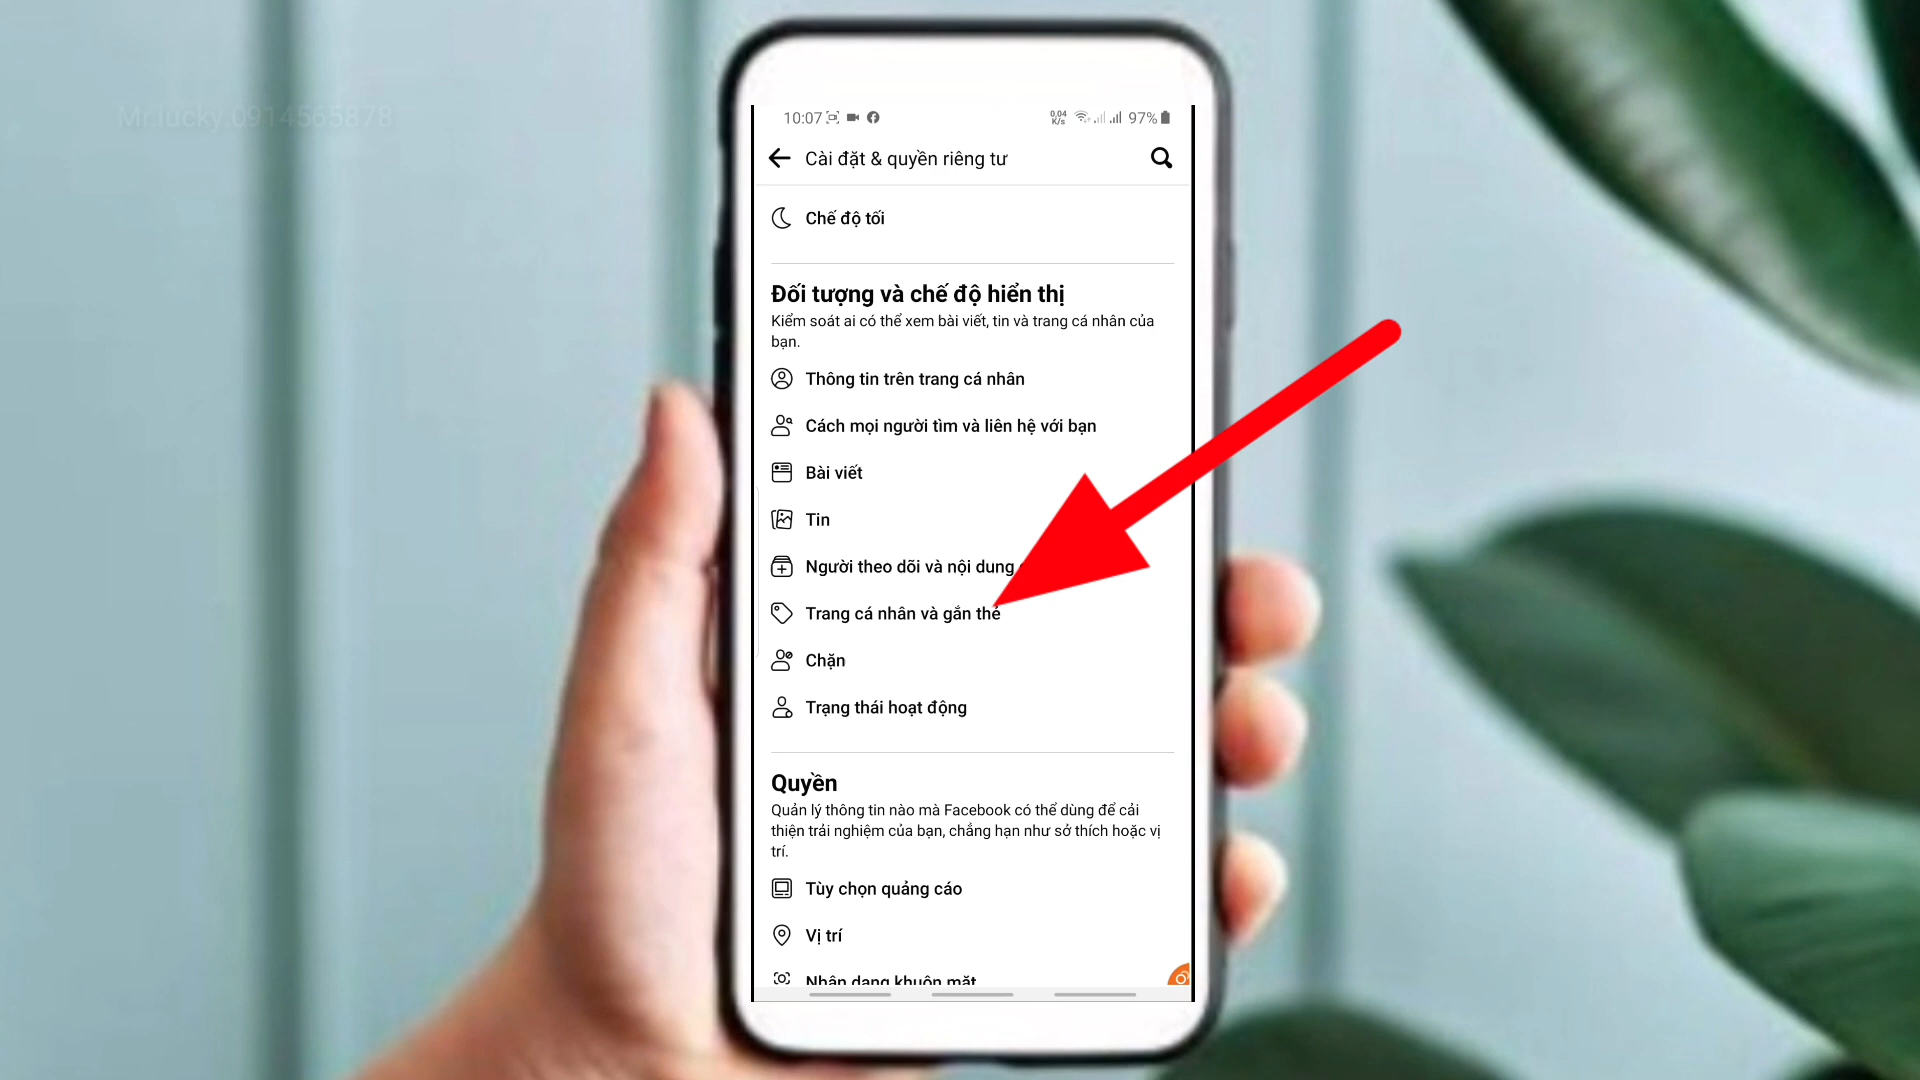 Mr.lucky.0914565878
10:07
0,04
K/s
97%
Cài đặt & quyền riêng tư
Chế độ tối
Đối tượng và chế độ hiển thị
Kiểm soát ai có thể xem bài viết, tin và trang cá nhân của
bạn.
Thông tin trên trang cá nhân
Cách mọi người tìm và liên hệ với bạn
Bài viết
Tin
Người theo dõi và nội dung
Trang cá nhân và gắn thẻ
Chặn
Trạng thái hoạt động
Quyền
Quản lý thông tin nào mà Facebook có thể dùng để cải
thiện trải nghiệm của bạn, chẳng hạn như sở thích hoặc vị
trí.
Tùy chọn quảng cáo
Vị trí
Nhận dạng khuôn mặt